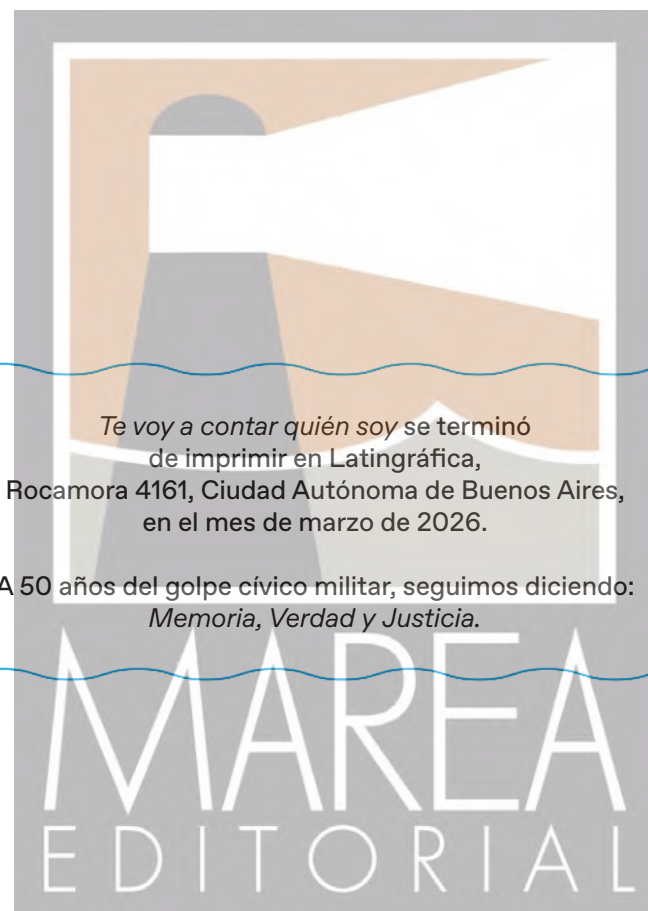 Te voy a contar quién soy se terminó
de imprimir en Latingráfica,
Rocamora 4161, Ciudad Autónoma de Buenos Aires,
en el mes de marzo de 2026.
A 50 años del golpe cívico militar, seguimos diciendo:
Memoria, Verdad y Justicia.
MAREA
EDITORIAL